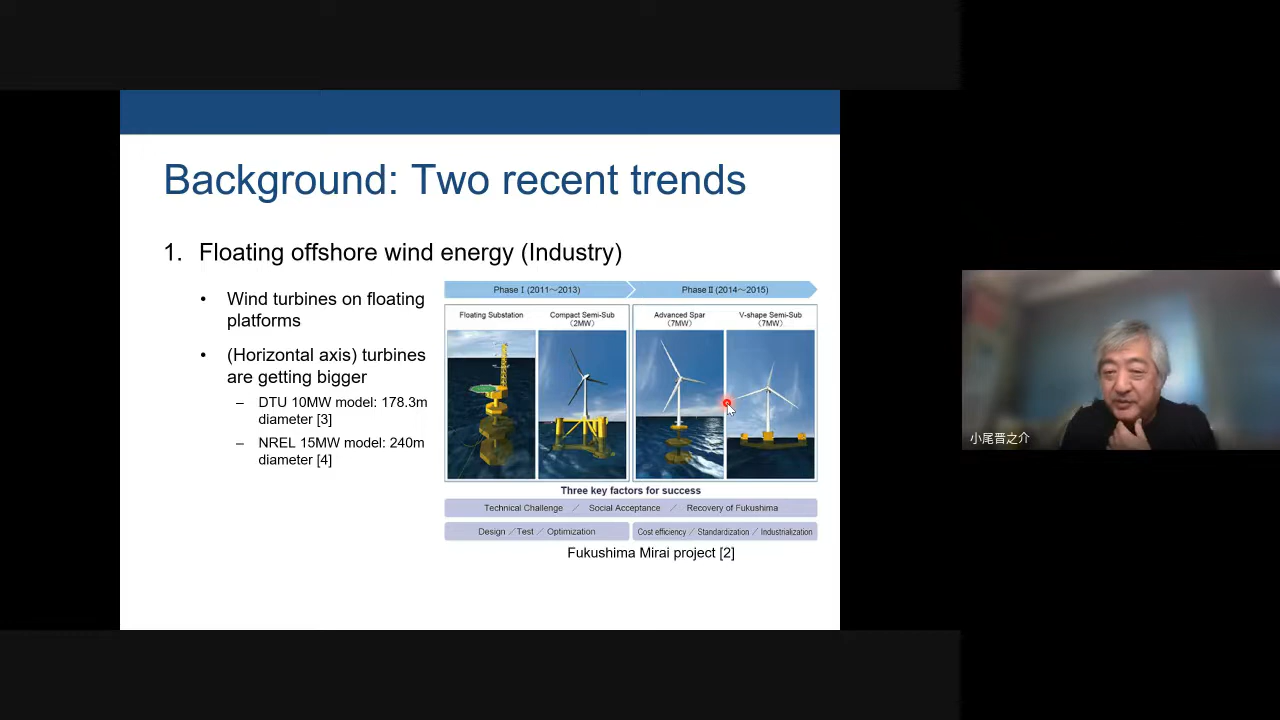 Background: Two recent trends
1. Floating offshore wind energy (Industry)
• Wind turbines on floating
platforms
• (Horizontal axis) turbines
are getting bigger
– DTU 10MW model: 178.3m
diameter [3]
– NREL 15MW model: 240m
diameter [4]
Phase Ⅰ (2011～2013)
Phase Ⅱ (2014～2015)
Floating Substation
Compact Semi-Sub
(2MW)
Advanced Spar
(7MW)
V-shape Semi-Sub
(7MW)
Three key factors for success
Technical Challenge ／ Social Acceptance ／ Recovery of Fukushima
Design ／Test ／ Optimization
Cost efficiency ／ Standardization ／ Industrialization
Fukushima Mirai project [2]
小尾晋之介